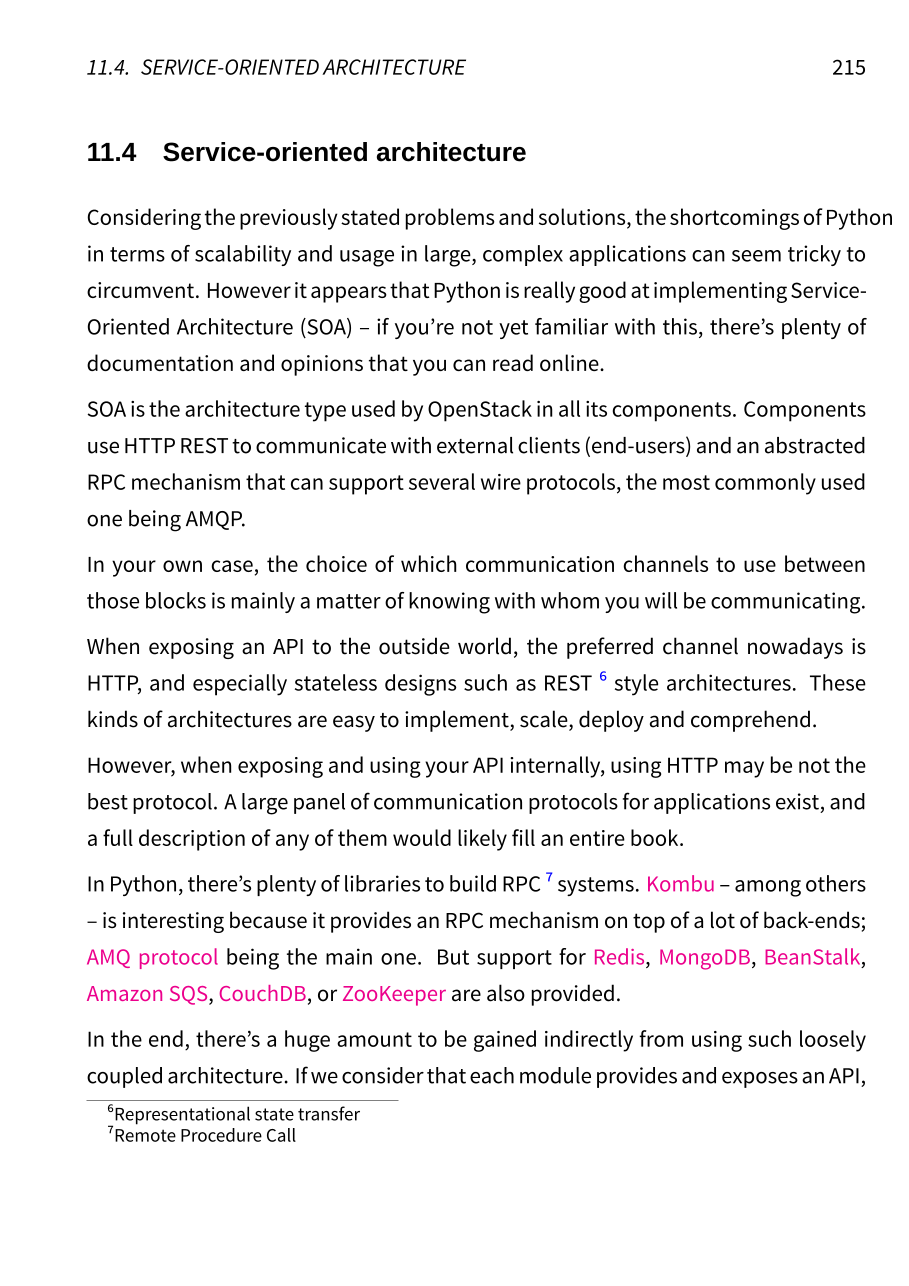 11.4. SERVICE-ORIENTED ARCHITECTURE 215
11.4 Service-oriented architecture
Considering the previously stated problems and solutions, the shortcomings of Python
in terms of scalability and usage in large, complex applications can seem tricky to
circumvent. However it appears that Python is really good at implementing Service-
Oriented Architecture (SOA) – if you’re not yet familiar with this, there’s plenty of
documentation and opinions that you can read online.
SOA is the architecture type used by OpenStack in all its components. Components
use HTTP REST to communicate with external clients (end-users) and an abstracted
RPC mechanism that can support several wire protocols, the most commonly used
one being AMQP.
In your own case, the choice of which communication channels to use between
those blocks is mainly a matter of knowing with whom you will be communicating.
When exposing an API to the outside world, the preferred channel nowadays is
HTTP, and especially stateless designs such as REST 6 style architectures. These
kinds of architectures are easy to implement, scale, deploy and comprehend.
However, when exposing and using your API internally, using HTTP may be not the
best protocol. A large panel of communication protocols for applications exist, and
a full description of any of them would likely fill an entire book.
In Python, there’s plenty of libraries to build RPC 7 systems. Kombu – among others
– is interesting because it provides an RPC mechanism on top of a lot of back-ends;
AMQ protocol being the main one. But support for Redis, MongoDB, BeanStalk,
Amazon SQS, CouchDB, or ZooKeeper are also provided.
In the end, there’s a huge amount to be gained indirectly from using such loosely
coupled architecture. If we consider that each module provides and exposes an API,
6Representational state transfer
7Remote Procedure Call